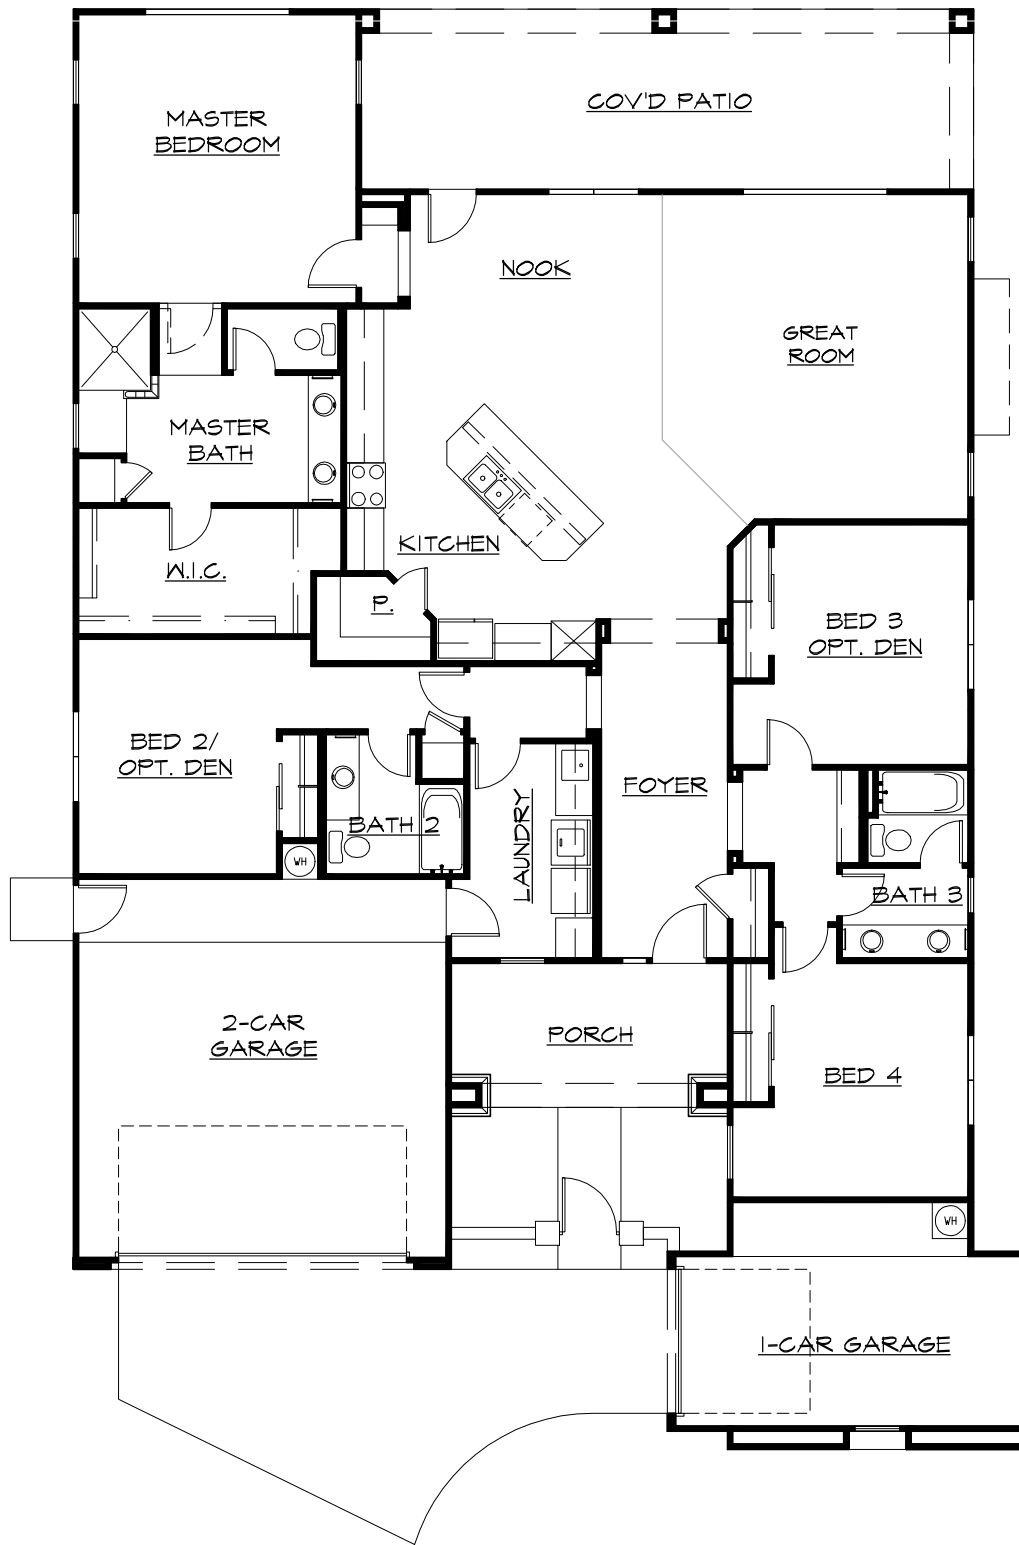 COV'D PATIO
MASTER
BEDROOM
NOOK
GREAT
ROOM
MASTER
BATH
KITCHEN
W.I.C.
P.
BED 3
OPT. DEN
BED 2/
OPT. DEN
FOYER
LAUNDRY
BATH 2
WH
BATH 3
2-CAR
GARAGE
PORCH
BED 4
WH
1-CAR GARAGE